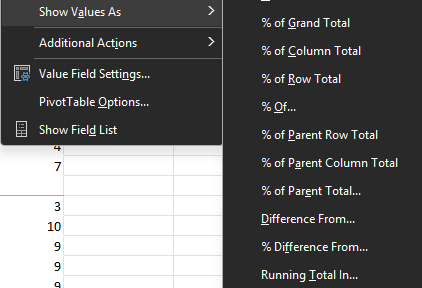 Show Values As
Additional Actions
Value Field Settings...
PivotTable Options...
Show Field List
4
7
3
10
9
9
9
% of Grand Total
% of Column Total
% of Row Total
% Of...
% of Parent Row Total
% of Parent Column Total
% of Parent Total...
Difference From...
% Difference From...
Running Total In...